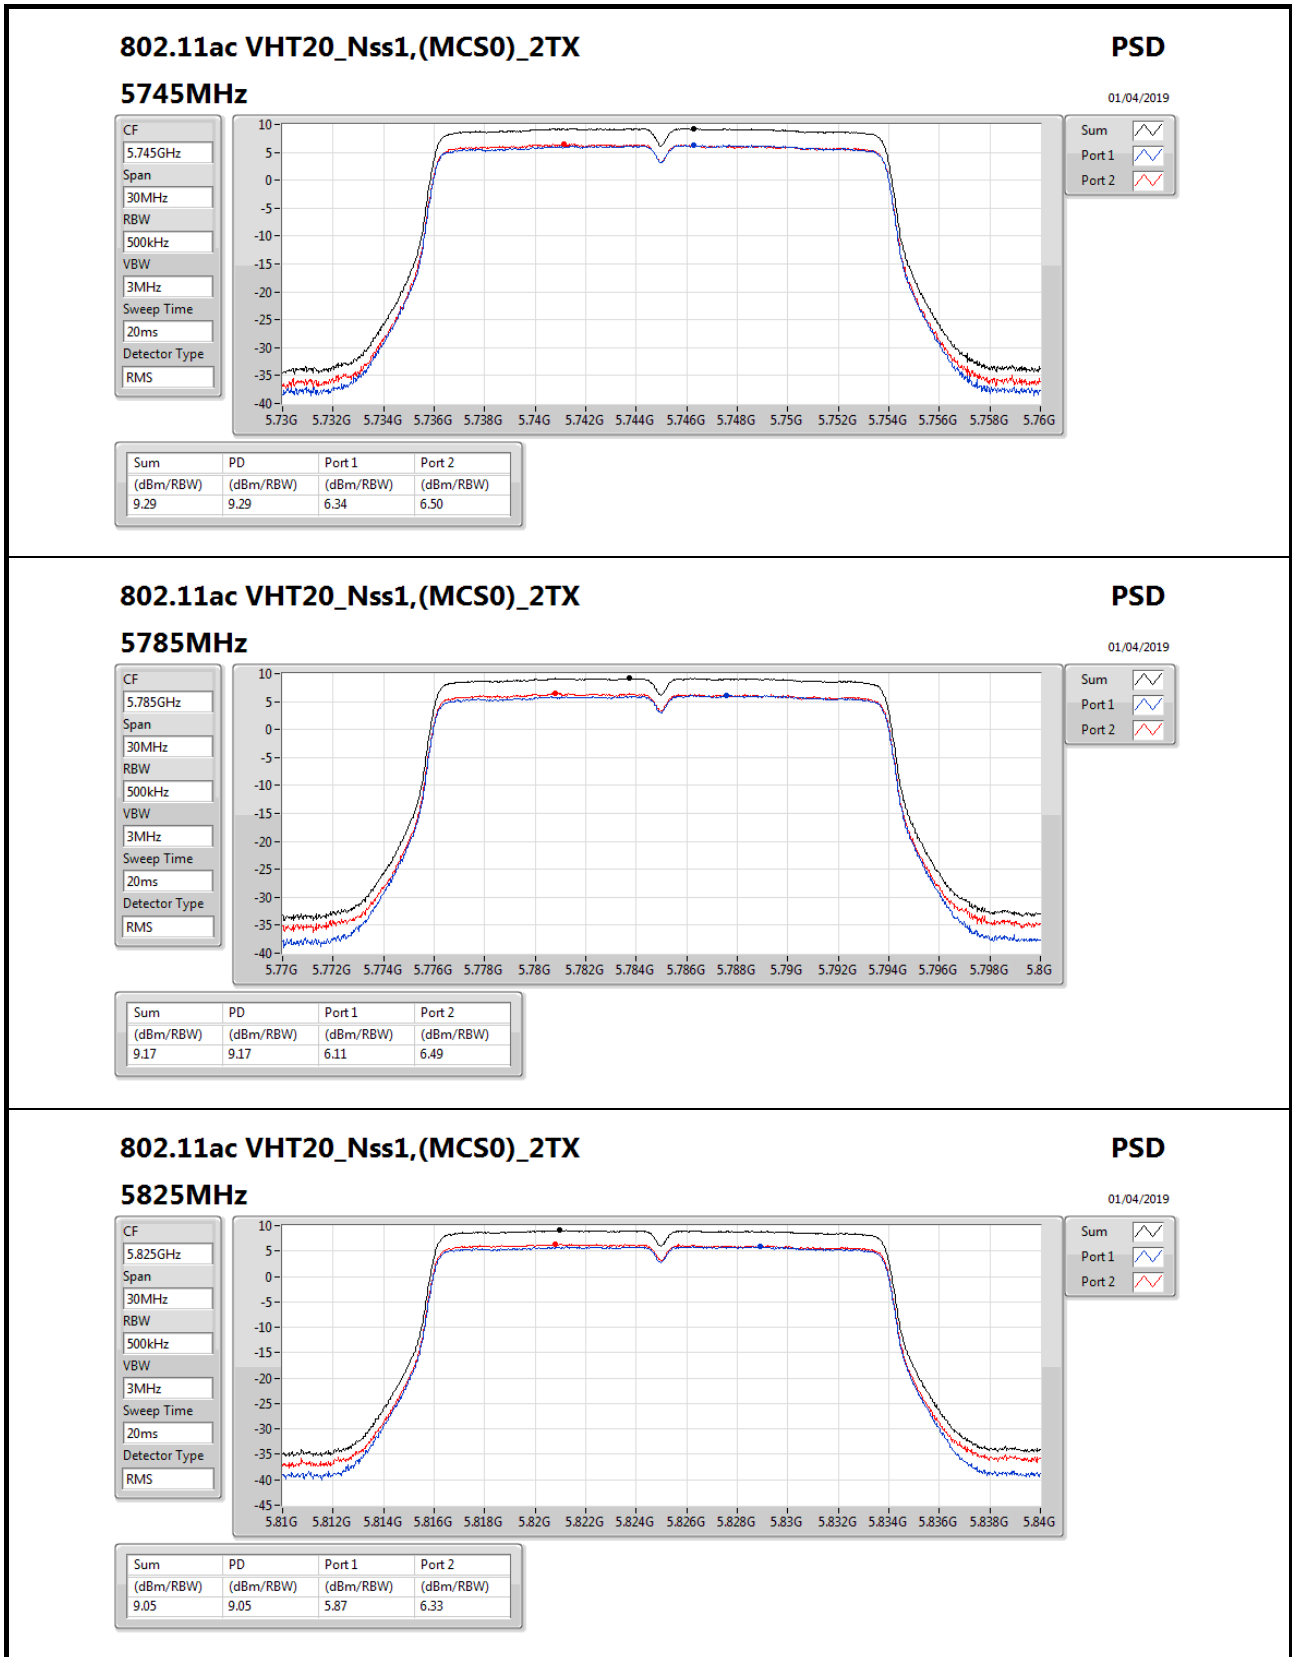 802.11ac VHT20_Nss1,(MCS0)_2TX PSD
5745MHz 01/04/2019
CF
5.745GHz
Span
30MHz
RBW
500kHz
VBW
3MHz
Sweep Time
20ms
Detector Type
RMS
10
5
0
-5
-10
-15
-20
-25
-30
-35
-40
5.73G 5.732G 5.734G 5.736G 5.738G 5.74G 5.742G 5.744G 5.746G 5.748G 5.75G 5.752G 5.754G 5.756G 5.758G 5.76G
Sum
Port 1
Port 2
Sum PD Port 1 Port 2
(dBm/RBW) (dBm/RBW) (dBm/RBW) (dBm/RBW)
9.29 9.29 6.34 6.50
802.11ac VHT20_Nss1,(MCS0)_2TX PSD
5785MHz 01/04/2019
CF
5.785GHz
Span
30MHz
RBW
500kHz
VBW
3MHz
Sweep Time
20ms
Detector Type
RMS
10
5
0
-5
-10
-15
-20
-25
-30
-35
-40
5.77G 5.772G 5.774G 5.776G 5.778G 5.78G 5.782G 5.784G 5.786G 5.788G 5.79G 5.792G 5.794G 5.796G 5.798G 5.8G
Sum
Port 1
Port 2
Sum PD Port 1 Port 2
(dBm/RBW) (dBm/RBW) (dBm/RBW) (dBm/RBW)
9.17 9.17 6.11 6.49
802.11ac VHT20_Nss1,(MCS0)_2TX PSD
5825MHz 01/04/2019
CF
5.825GHz
Span
30MHz
RBW
500kHz
VBW
3MHz
Sweep Time
20ms
Detector Type
RMS
10
5
0
-5
-10
-15
-20
-25
-30
-35
-40
-45
5.81G 5.812G 5.814G 5.816G 5.818G 5.82G 5.822G 5.824G 5.826G 5.828G 5.83G 5.832G 5.834G 5.836G 5.838G 5.84G
Sum
Port 1
Port 2
Sum PD Port 1 Port 2
(dBm/RBW) (dBm/RBW) (dBm/RBW) (dBm/RBW)
9.05 9.05 5.87 6.33